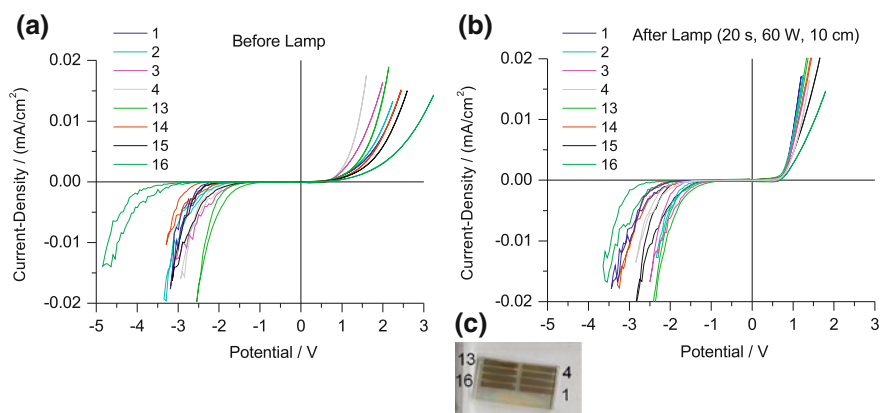 (a)
Before Lamp
1
2
3
4
13
14
15
16
Current-Density / (mA/cm²)
0.02
0.01
0.00
-0.01
-0.02
-5 -4 -3 -2 -1 0 1 2 3
Potential / V
(b)
After Lamp (20 s, 60 W, 10 cm)
1
2
3
4
13
14
15
16
Current-Density / (mA/cm²)
0.02
0.01
0.00
-0.01
-0.02
-5 -4 -3 -2 -1 0 1 2 3
Potential / V
(c)
13
16
4
1